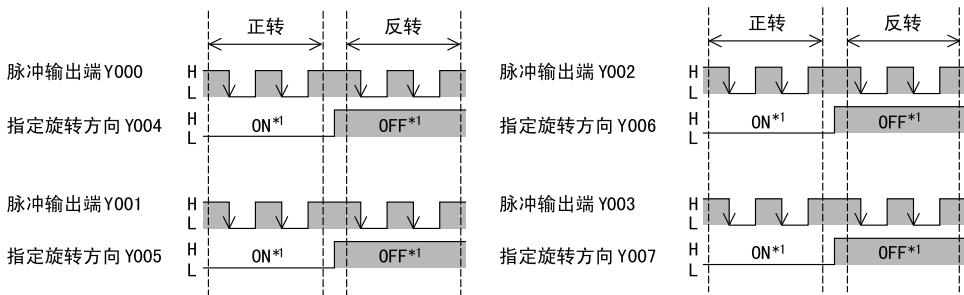 正转 反转
脉冲输出端Y000 H L
指定旋转方向Y004 H L ON*1 OFF*1
脉冲输出端Y001 H L
指定旋转方向Y005 H L ON*1 OFF*1
正转 反转
脉冲输出端Y002 H L
指定旋转方向Y006 H L ON*1 OFF*1
脉冲输出端Y003 H L
指定旋转方向Y007 H L ON*1 OFF*1